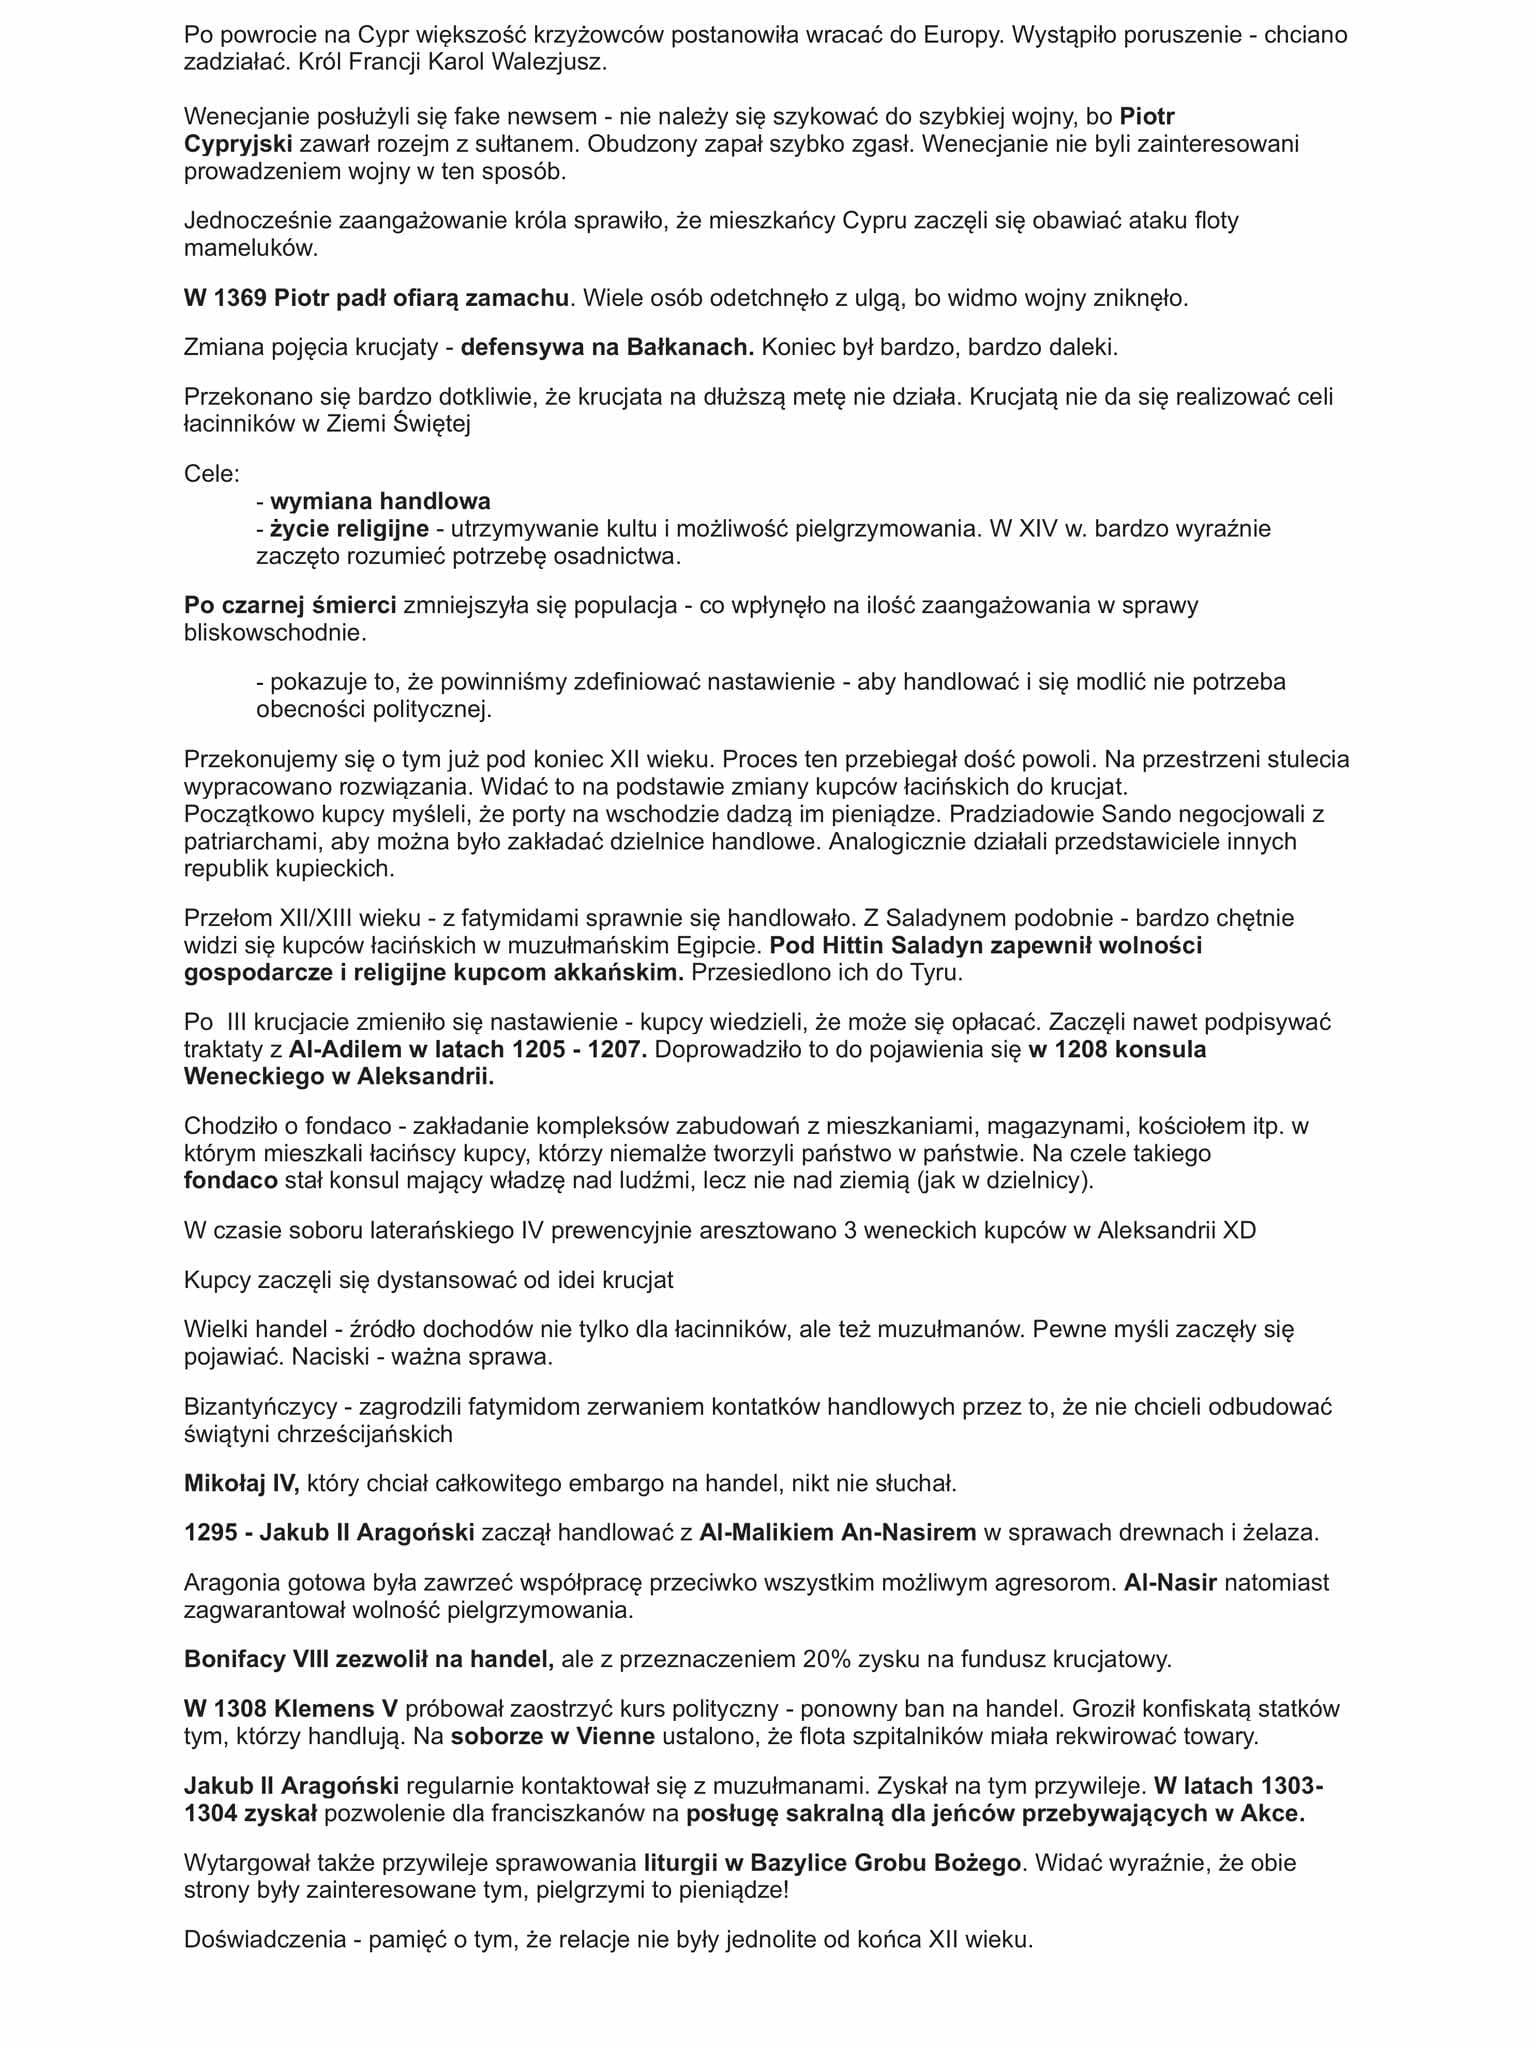 Po powrocie na Cypr większość krzyżowców postanowiła wracać do Europy. Wystąpiło poruszenie - chciano
zadziałać. Król Francji Karol Walezjusz.
Wenecjanie posłużyli się fake newsem - nie należy się szykować do szybkiej wojny, bo Piotr
Cypryjski zawarł rozejm z sułtanem. Obudzony zapał szybko zgasł. Wenecjanie nie byli zainteresowani
prowadzeniem wojny w ten sposób.
Jednocześnie zaangażowanie króla sprawiło, że mieszkańcy Cypru zaczęli się obawiać ataku floty
mameluków.
W 1369 Piotr padł ofiarą zamachu. Wiele osób odetchnęło z ulgą, bo widmo wojny zniknęło.
Zmiana pojęcia krucjaty - defensywa na Bałkanach. Koniec był bardzo, bardzo daleki.
Przekonano się bardzo dotkliwie, że krucjata na dłuższą metę nie działa. Krucjatą nie da się realizować celi
łacinników w Ziemi Świętej
Cele:
- wymiana handlowa
- życie religijne - utrzymywanie kultu i możliwość pielgrzymowania. W XIV w. bardzo wyraźnie
zaczęto rozumieć potrzebę osadnictwa.
Po czarnej śmierci zmniejszyła się populacja - co wpłynęło na ilość zaangażowania w sprawy
bliskowschodnie.
- pokazuje to, że powinniśmy zdefiniować nastawienie - aby handlować i się modlić nie potrzeba
obecności politycznej.
Przekonujemy się o tym już pod koniec XII wieku. Proces ten przebiegał dość powoli. Na przestrzeni stulecia
wypracowano rozwiązania. Widać to na podstawie zmiany kupców łacińskich do krucjat.
Początkowo kupcy myśleli, że porty na wschodzie dadzą im pieniądze. Pradziadowie Sando negocjowali z
patriarchami, aby można było zakładać dzielnice handlowe. Analogicznie działali przedstawiciele innych
republik kupieckich.
Przełom XII/XIII wieku - z fatymidami sprawnie się handlowało. Z Saladynem podobnie - bardzo chętnie
widzi się kupców łacińskich w muzułmańskim Egipcie. Pod Hittin Saladyn zapewnił wolności
gospodarcze i religijne kupcom akkańskim. Przesiedlono ich do Tyru.
Po  III krucjacie zmieniło się nastawienie - kupcy wiedzieli, że może się opłacać. Zaczęli nawet podpisywać
traktaty z Al-Adilem w latach 1205 - 1207. Doprowadziło to do pojawienia się w 1208 konsula
Weneckiego w Aleksandrii.
Chodziło o fondaco - zakładanie kompleksów zabudowań z mieszkaniami, magazynami, kościołem itp. w
którym mieszkali łacińscy kupcy, którzy niemalże tworzyli państwo w państwie. Na czele takiego
fondaco stał konsul mający władzę nad ludźmi, lecz nie nad ziemią (jak w dzielnicy).
W czasie soboru laterańskiego IV prewencyjnie aresztowano 3 weneckich kupców w Aleksandrii XD
Kupcy zaczęli się dystansować od idei krucjat
Wielki handel - źródło dochodów nie tylko dla łacinników, ale też muzułmanów. Pewne myśli zaczęły się
pojawiać. Naciski - ważna sprawa.
Bizantyńczycy - zagrodzili fatymidom zerwaniem kontatków handlowych przez to, że nie chcieli odbudować
świątyni chrześcijańskich
Mikołaj IV, który chciał całkowitego embargo na handel, nikt nie słuchał.
1295 - Jakub II Aragoński zaczął handlować z Al-Malikiem An-Nasirem w sprawach drewnach i żelaza.
Aragonia gotowa była zawrzeć współpracę przeciwko wszystkim możliwym agresorom. Al-Nasir natomiast
zagwarantował wolność pielgrzymowania.
Bonifacy VIII zezwolił na handel, ale z przeznaczeniem 20% zysku na fundusz krucjatowy.
W 1308 Klemens V próbował zaostrzyć kurs polityczny - ponowny ban na handel. Groził konfiskatą statków
tym, którzy handlują. Na soborze w Vienne ustalono, że flota szpitalników miała rekwirować towary.
Jakub II Aragoński regularnie kontaktował się z muzułmanami. Zyskał na tym przywileje. W latach 1303-
1304 zyskał pozwolenie dla franciszkanów na posługę sakralną dla jeńców przebywających w Akce.
Wytargował także przywileje sprawowania liturgii w Bazylice Grobu Bożego. Widać wyraźnie, że obie
strony były zainteresowane tym, pielgrzymi to pieniądze!
Doświadczenia - pamięć o tym, że relacje nie były jednolite od końca XII wieku.